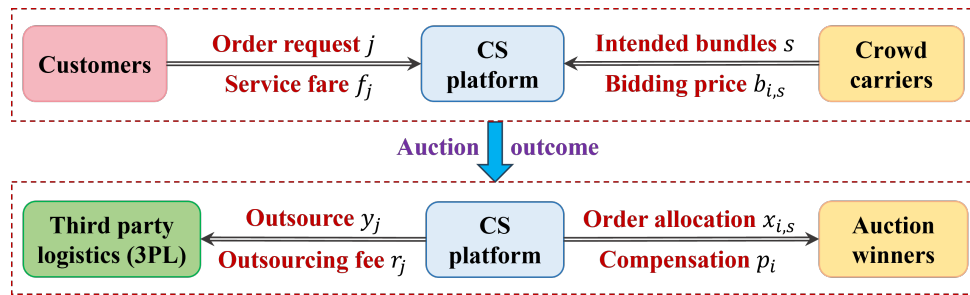 Customers
Order request j
Service fare f_j
CS
platform
Intended bundles s
Bidding price b_{i,s}
Crowd
carriers
Auction outcome
Third party
logistics (3PL)
Outsource y_j
Outsourcing fee r_j
CS
platform
Order allocation x_{i,s}
Compensation p_i
Auction
winners